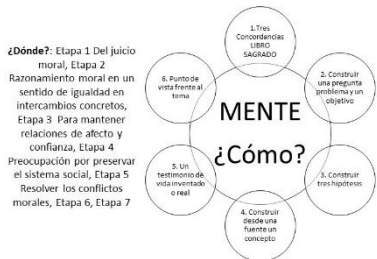 ¿Dónde?: Etapa 1 Del juicio
moral, Etapa 2
Razonamiento moral en un
sentido de igualdad en
intercambios concretos,
Etapa 3 Para mantener
relaciones de afecto y
confianza, Etapa 4
Preocupación por preservar
el sistema social, Etapa 5
Resolver los conflictos
morales, Etapa 6, Etapa 7
MENTE
¿Cómo?
1.Tres
Concordancias
LIBRO
SAGRADO
2. Construir
una pregunta
problema y un
objetivo
3. Construir
tres hipótesis
4. Construir
desde una
fuente un
concepto
5. Un
testimonio de
vida inventado
o real
6. Punto de
vista frente al
tema